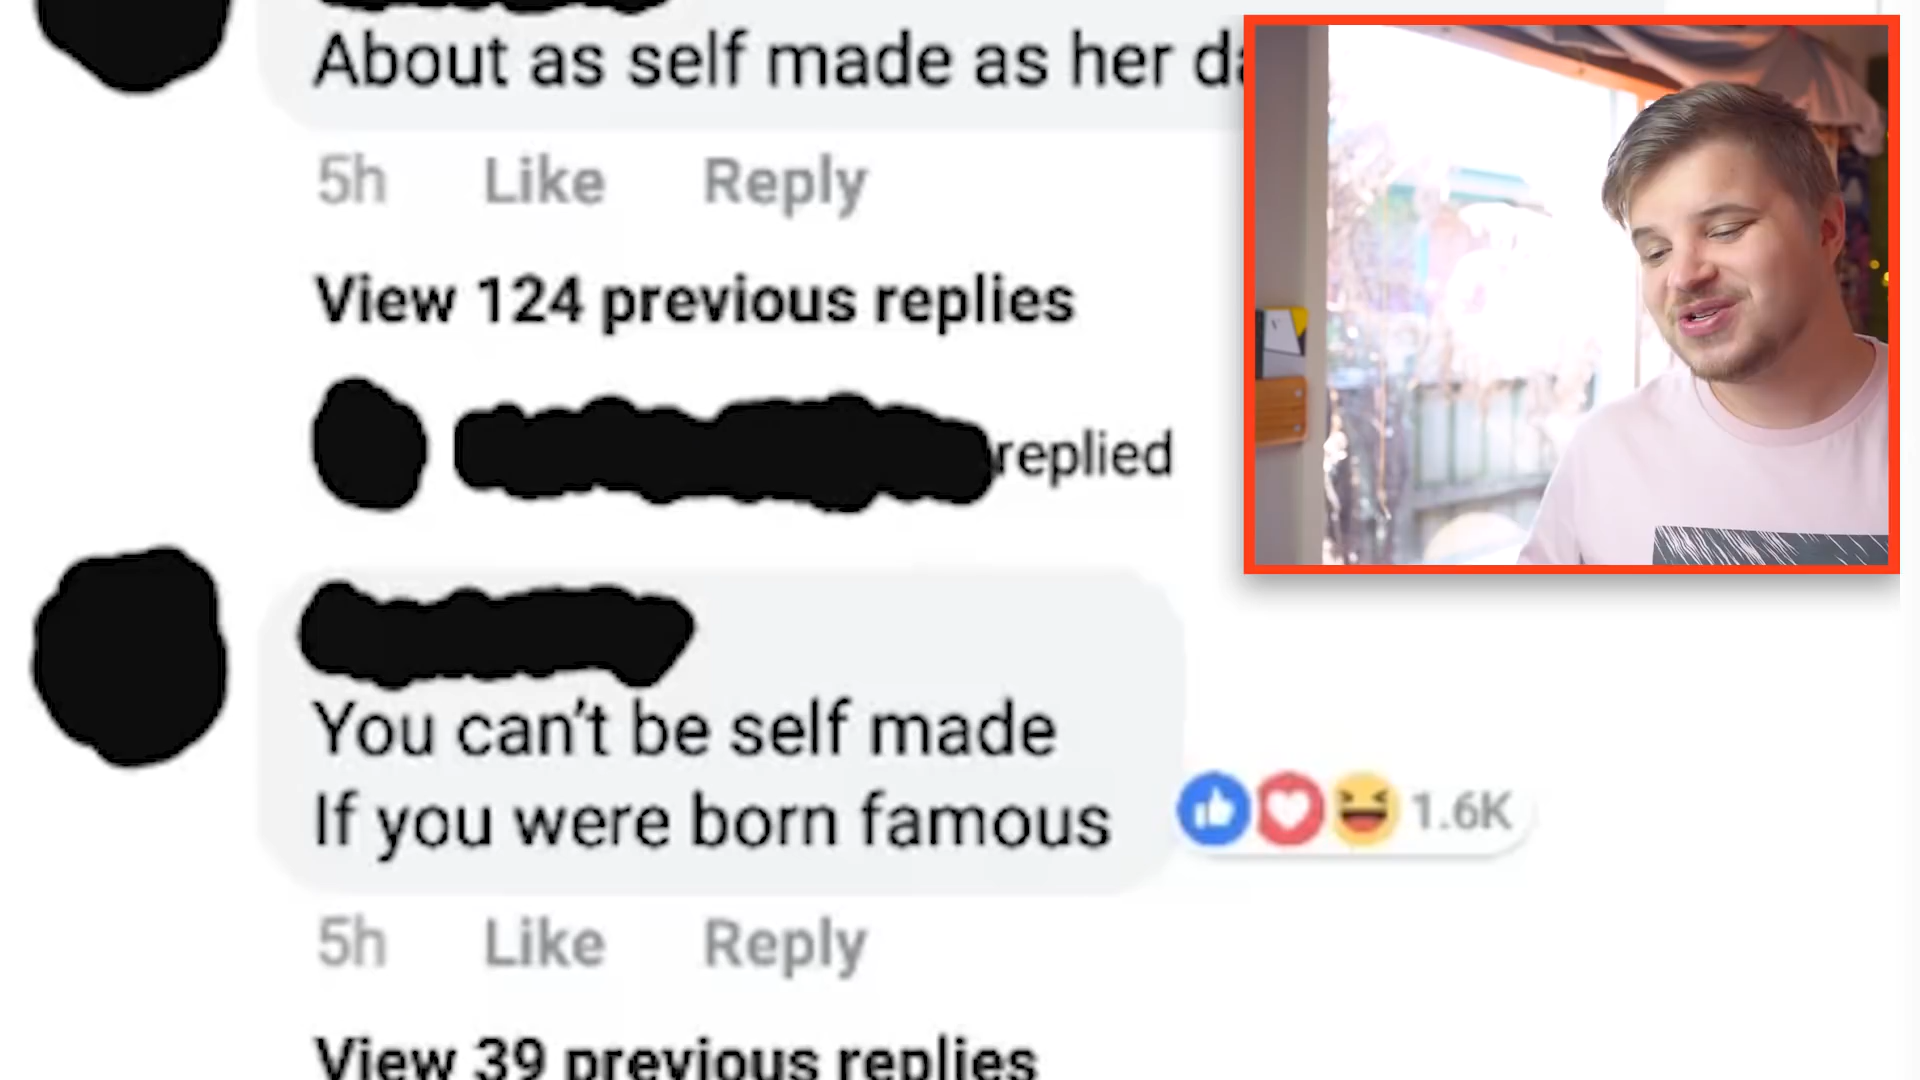 About as self made as her da
5h Like Reply
View 124 previous replies
replied
You can't be self made
If you were born famous
1.6K
5h Like Reply
View 39 previous replies